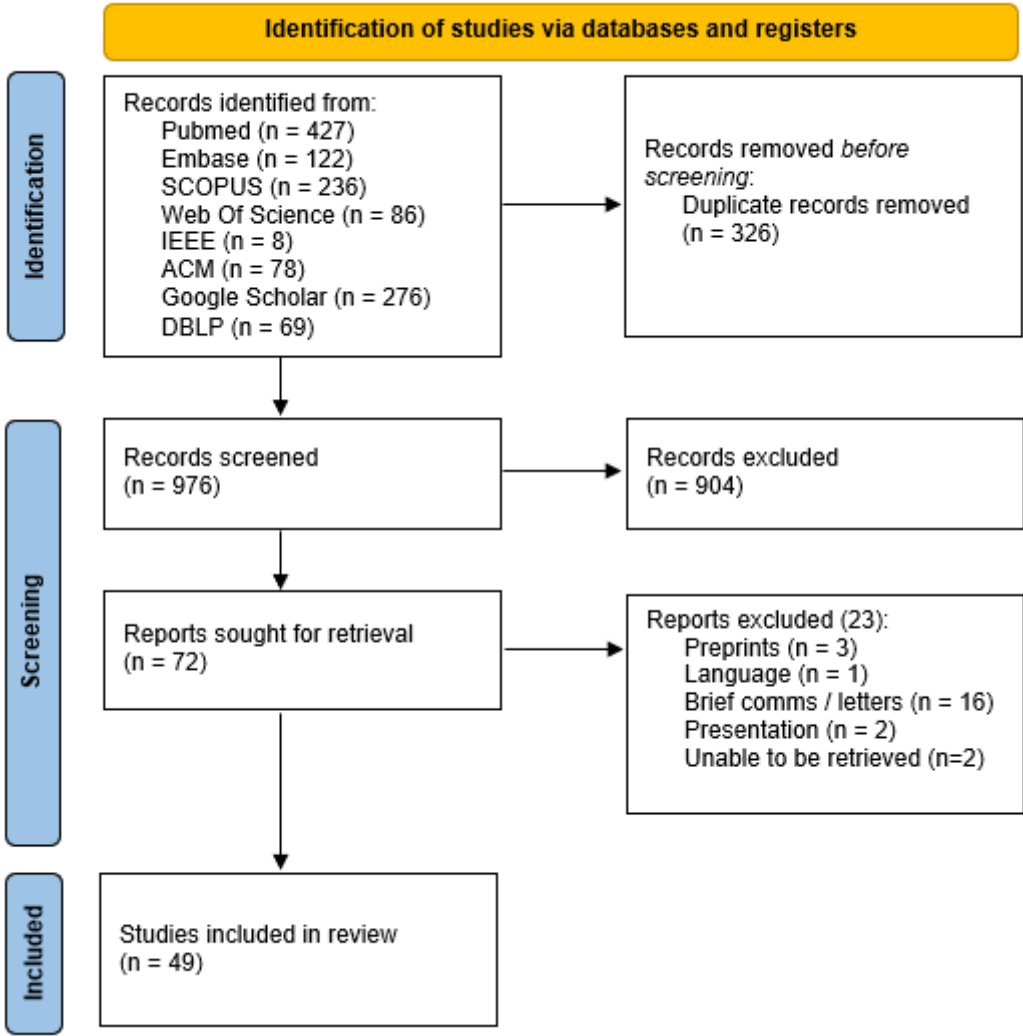 Identification of studies via databases and registers
Identification
Records identified from:
Pubmed (n = 427)
Embase (n = 122)
SCOPUS (n = 236)
Web Of Science (n = 86)
IEEE (n = 8)
ACM (n = 78)
Google Scholar (n = 276)
DBLP (n = 69)
Records removed before
screening:
Duplicate records removed
(n = 326)
Screening
Records screened
(n = 976)
Records excluded
(n = 904)
Reports sought for retrieval
(n = 72)
Reports excluded (23):
Preprints (n = 3)
Language (n = 1)
Brief comms / letters (n = 16)
Presentation (n = 2)
Unable to be retrieved (n=2)
Included
Studies included in review
(n = 49)